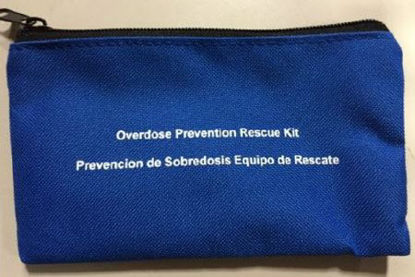 Overdose Prevention Rescue Kit
Prevencion de Sobredosis Equipo de Rescate